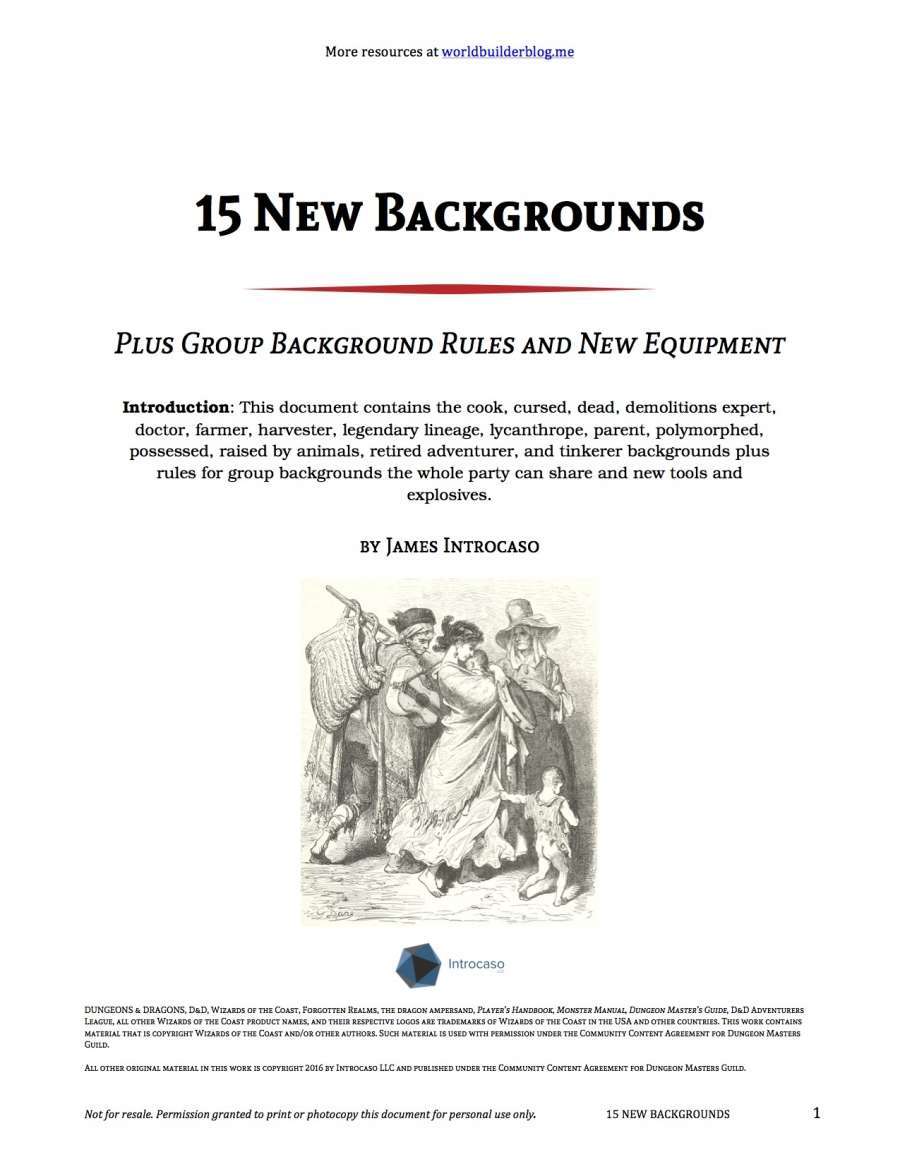 More resources at worldbuilderblog.me
15 New Backgrounds
Plus Group Background Rules and New Equipment
Introduction: This document contains the cook, cursed, dead, demolitions expert,
doctor, farmer, harvester, legendary lineage, lycanthrope, parent, polymorphed,
possessed, raised by animals, retired adventurer, and tinkerer backgrounds plus
rules for group backgrounds the whole party can share and new tools and
explosives.
by James Introcaso
G. Doré
Introcaso
DUNGEONS & DRAGONS, D&D, Wizards of the Coast, Forgotten Realms, the dragon ampersand, Player's Handbook, Monster Manual, Dungeon Master's Guide, D&D Adventurers
League, all other Wizards of the Coast product names, and their respective logos are trademarks of Wizards of the Coast in the USA and other countries. This work contains
material that is copyright Wizards of the Coast and/or other authors. Such material is used with permission under the Community Content Agreement for Dungeon Masters
Guild.
All other original material in this work is copyright 2016 by Introcaso LLC and published under the Community Content Agreement for Dungeon Masters Guild.
Not for resale. Permission granted to print or photocopy this document for personal use only. 15 NEW BACKGROUNDS 1